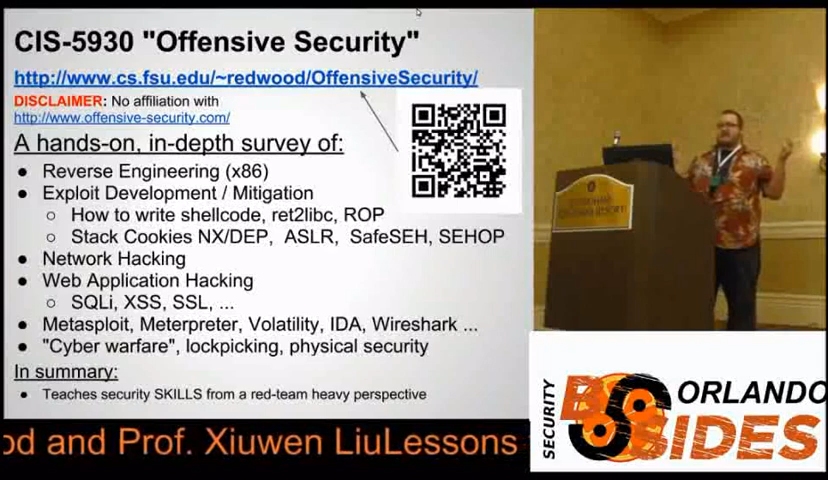 CIS-5930 "Offensive Security"
http://www.cs.fsu.edu/~redwood/OffensiveSecurity/
DISCLAIMER: No affiliation with
http://www.offensive-security.com/
A hands-on, in-depth survey of:
● Reverse Engineering (x86)
● Exploit Development / Mitigation
○ How to write shellcode, ret2libc, ROP
○ Stack Cookies NX/DEP, ASLR, SafeSEH, SEHOP
● Network Hacking
● Web Application Hacking
○ SQLi, XSS, SSL, ...
● Metasploit, Meterpreter, Volatility, IDA, Wireshark ...
● "Cyber warfare", lockpicking, physical security
In summary:
● Teaches security SKILLS from a red-team heavy perspective
od and Prof. Xiuwen LiuLessons
SECURITY
BSIDES
ORLANDO